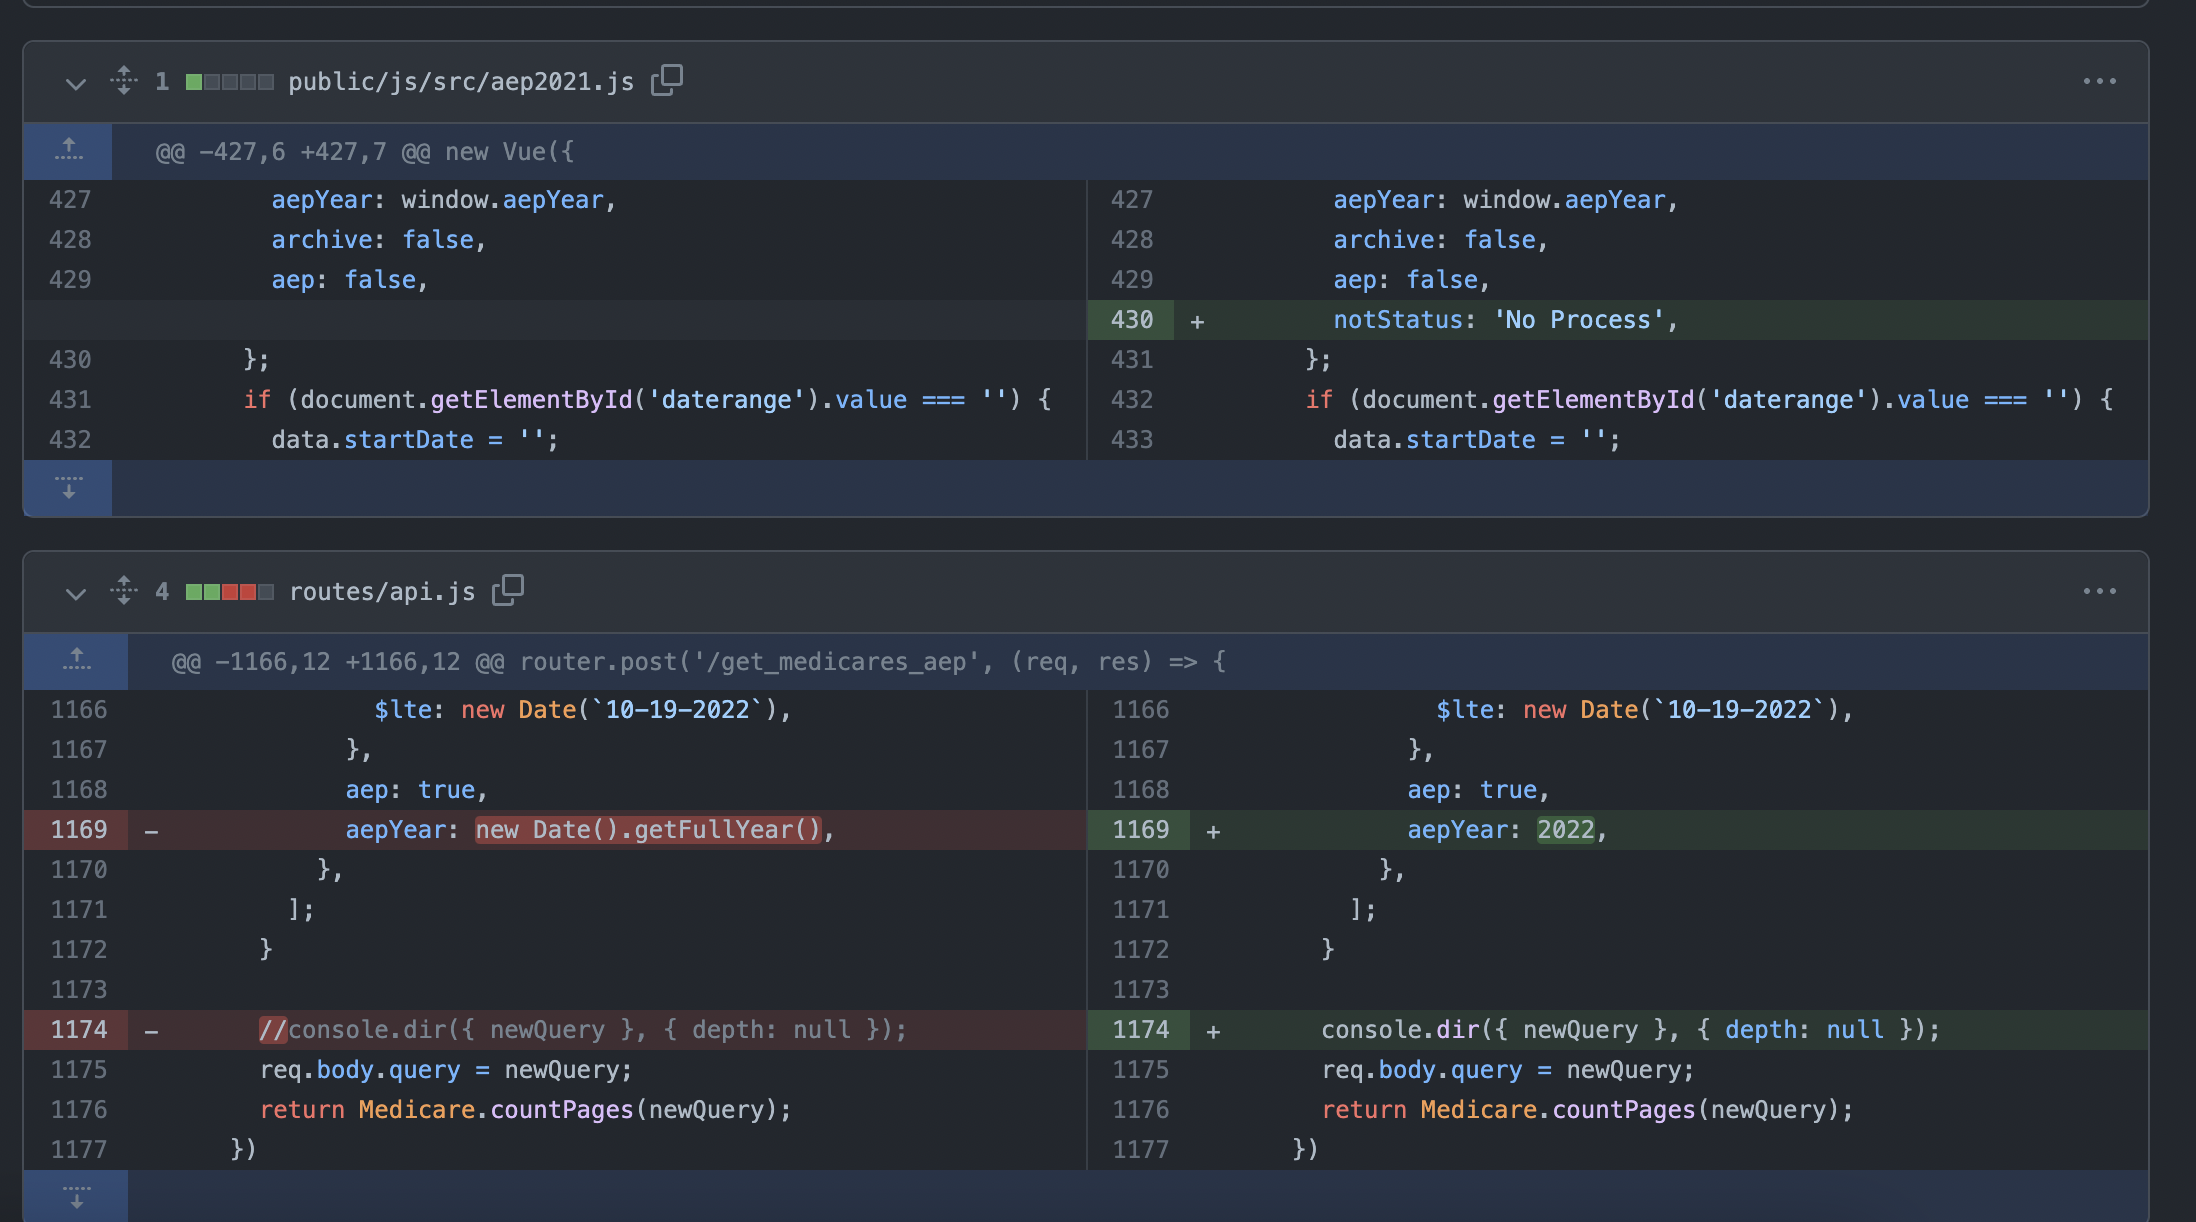 1 public/js/src/aep2021.js
@@ -427,6 +427,7 @@ new Vue({
427 aepYear: window.aepYear,
428 archive: false,
429 aep: false,
430 };
431 if (document.getElementById('daterange').value === '') {
432 data.startDate = '';
427 aepYear: window.aepYear,
428 archive: false,
429 aep: false,
430 + notStatus: 'No Process',
431 };
432 if (document.getElementById('daterange').value === '') {
433 data.startDate = '';
4 routes/api.js
@@ -1166,12 +1166,12 @@ router.post('/get_medicares_aep', (req, res) => {
1166 $lte: new Date(`10-19-2022`),
1167 },
1168 aep: true,
1169 - aepYear: new Date().getFullYear(),
1170 },
1171 ];
1172 }
1173
1174 - //console.dir({ newQuery }, { depth: null });
1175 req.body.query = newQuery;
1176 return Medicare.countPages(newQuery);
1177 })
1166 $lte: new Date(`10-19-2022`),
1167 },
1168 aep: true,
1169 + aepYear: 2022,
1170 },
1171 ];
1172 }
1173
1174 + console.dir({ newQuery }, { depth: null });
1175 req.body.query = newQuery;
1176 return Medicare.countPages(newQuery);
1177 })